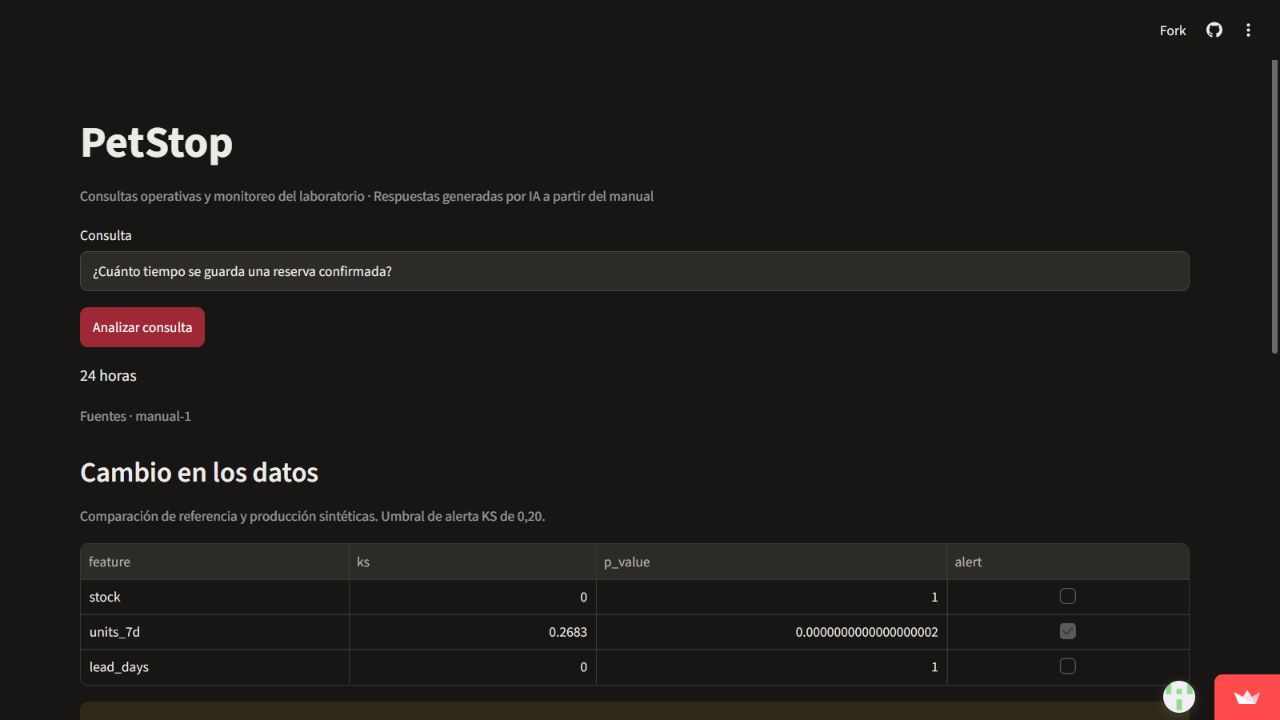 Fork
PetStop
Consultas operativas y monitoreo del laboratorio · Respuestas generadas por IA a partir del manual
Consulta
¿Cuánto tiempo se guarda una reserva confirmada?
Analizar consulta
24 horas
Fuentes · manual-1
Cambio en los datos
Comparación de referencia y producción sintéticas. Umbral de alerta KS de 0,20.
feature ks p_value alert
stock 0 1
units_7d 0.2683 0.0000000000000000002
lead_days 0 1